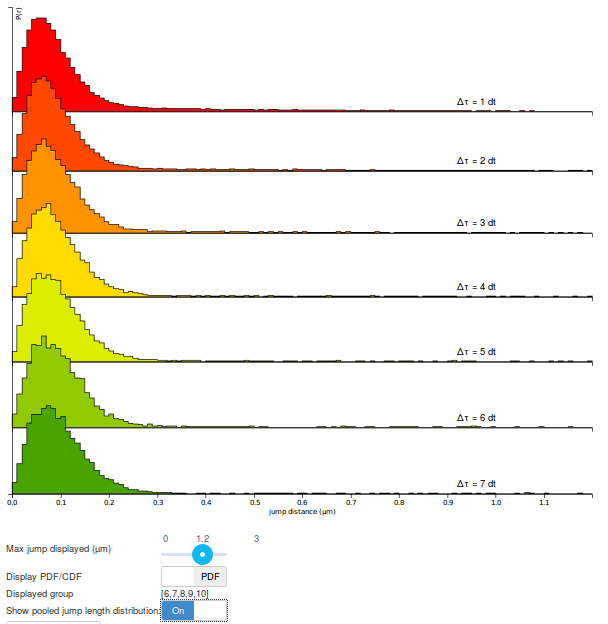 P(r)
Δτ = 1 dt
Δτ = 2 dt
Δτ = 3 dt
Δτ = 4 dt
Δτ = 5 dt
Δτ = 6 dt
Δτ = 7 dt
0.0 0.1 0.2 0.3 0.4 0.5 0.6 0.7 0.8 0.9 1.0 1.1
jump distance (μm)
0 1.2 3
Max jump displayed (μm)
Display PDF/CDF PDF
Displayed group [6,7,8,9,10]
Show pooled jump length distribution: On